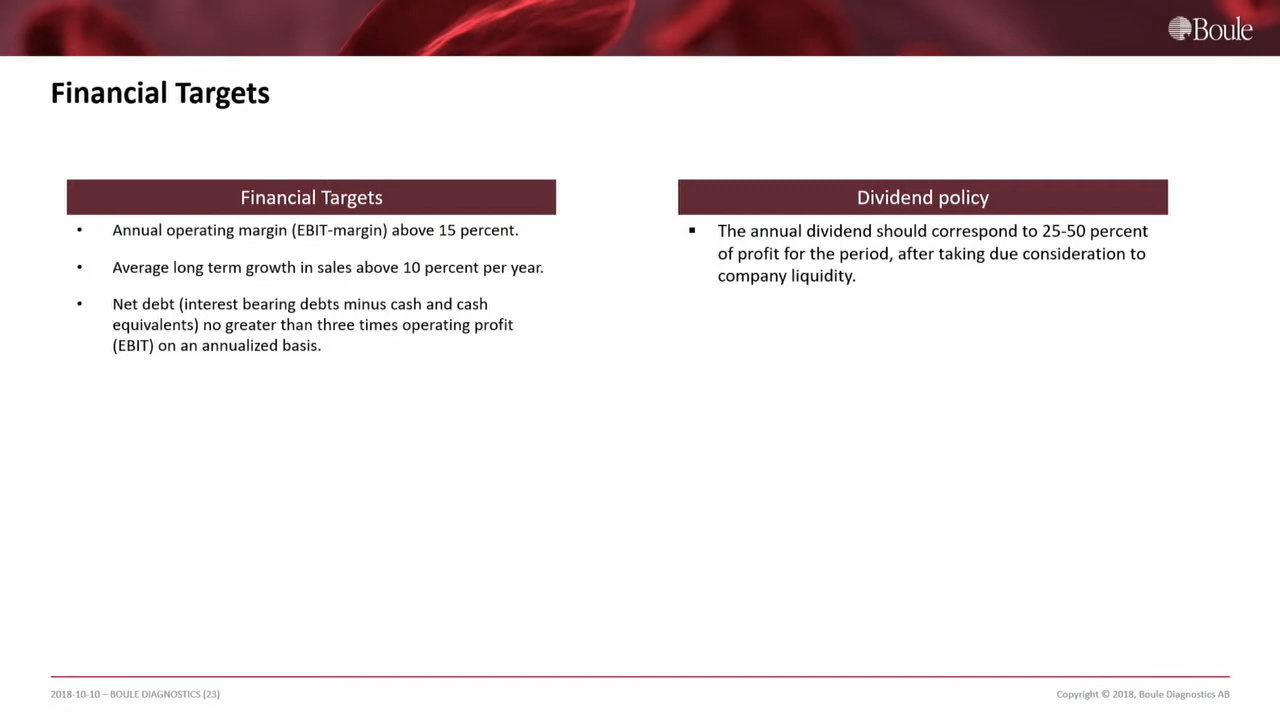 Boule
Financial Targets
Financial Targets
• Annual operating margin (EBIT-margin) above 15 percent.
• Average long term growth in sales above 10 percent per year.
• Net debt (interest bearing debts minus cash and cash
equivalents) no greater than three times operating profit
(EBIT) on an annualized basis.
Dividend policy
▪ The annual dividend should correspond to 25-50 percent
of profit for the period, after taking due consideration to
company liquidity.
2018-10-10 – BOULE DIAGNOSTICS (23)
Copyright © 2018, Boule Diagnostics AB